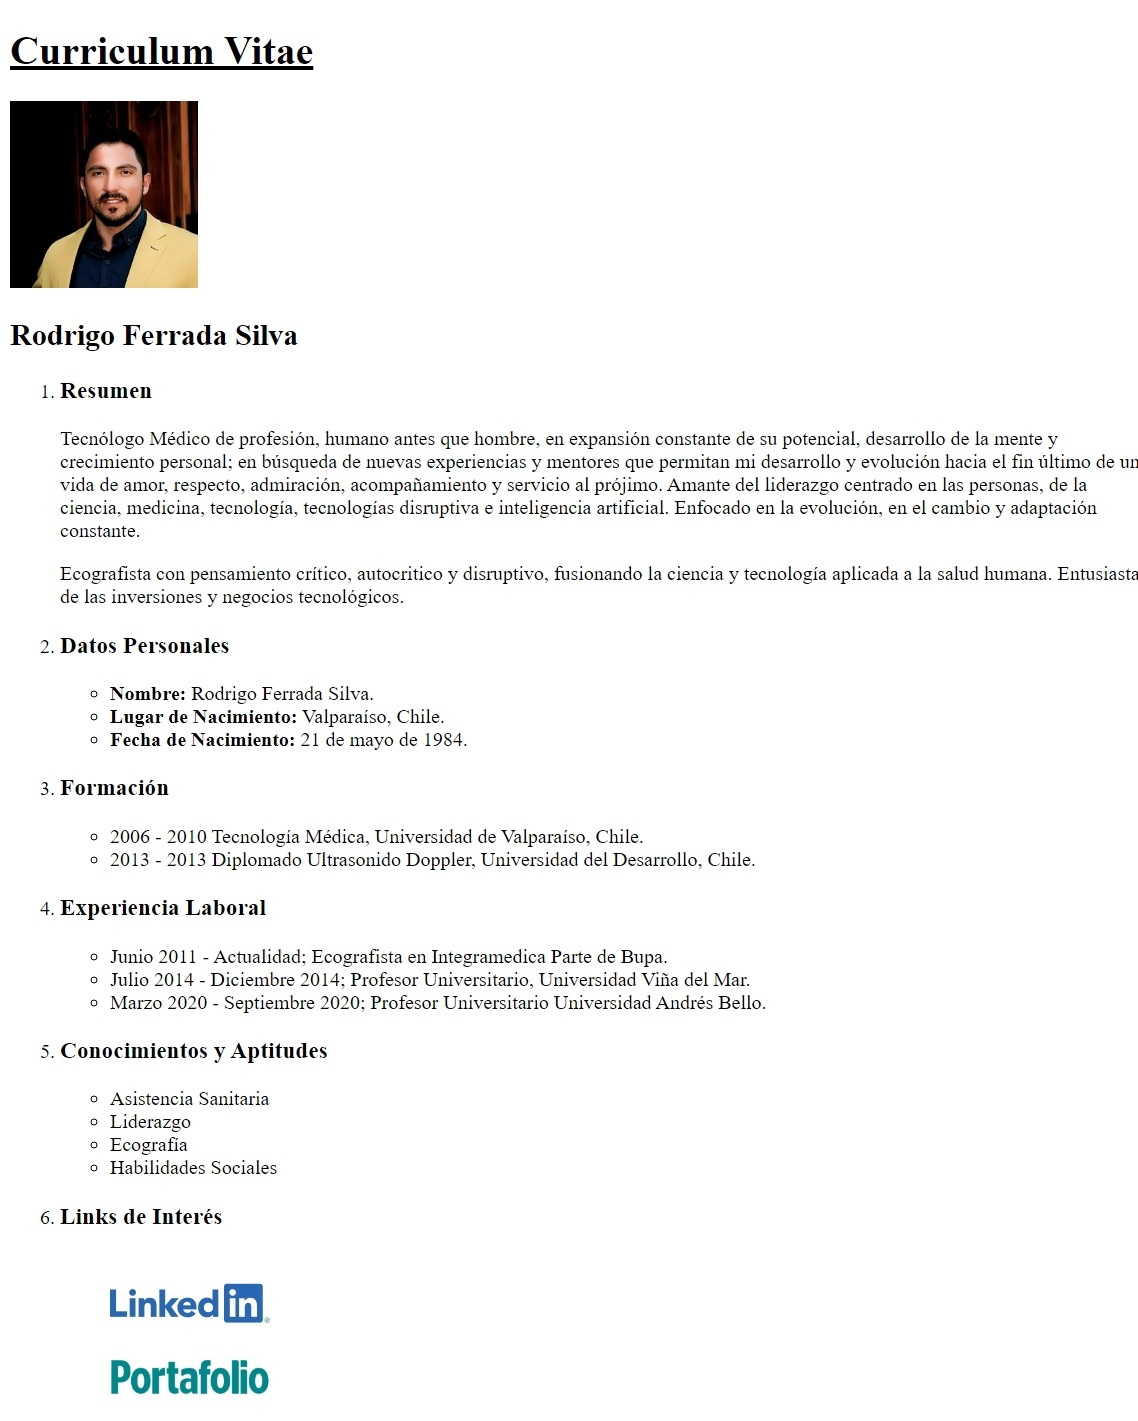 Curriculum Vitae
Rodrigo Ferrada Silva
1. Resumen
Tecnólogo Médico de profesión, humano antes que hombre, en expansión constante de su potencial, desarrollo de la mente y
crecimiento personal; en búsqueda de nuevas experiencias y mentores que permitan mi desarrollo y evolución hacia el fin último de un
vida de amor, respecto, admiración, acompañamiento y servicio al prójimo. Amante del liderazgo centrado en las personas, de la
ciencia, medicina, tecnología, tecnologías disruptiva e inteligencia artificial. Enfocado en la evolución, en el cambio y adaptación
constante.
Ecografista con pensamiento crítico, autocritico y disruptivo, fusionando la ciencia y tecnología aplicada a la salud humana. Entusiasta
de las inversiones y negocios tecnológicos.
2. Datos Personales
Nombre: Rodrigo Ferrada Silva.
Lugar de Nacimiento: Valparaíso, Chile.
Fecha de Nacimiento: 21 de mayo de 1984.
3. Formación
2006 - 2010 Tecnología Médica, Universidad de Valparaíso, Chile.
2013 - 2013 Diplomado Ultrasonido Doppler, Universidad del Desarrollo, Chile.
4. Experiencia Laboral
Junio 2011 - Actualidad; Ecografista en Integramedica Parte de Bupa.
Julio 2014 - Diciembre 2014; Profesor Universitario, Universidad Viña del Mar.
Marzo 2020 - Septiembre 2020; Profesor Universitario Universidad Andrés Bello.
5. Conocimientos y Aptitudes
Asistencia Sanitaria
Liderazgo
Ecografía
Habilidades Sociales
6. Links de Interés
Linkedin®
Portafolio